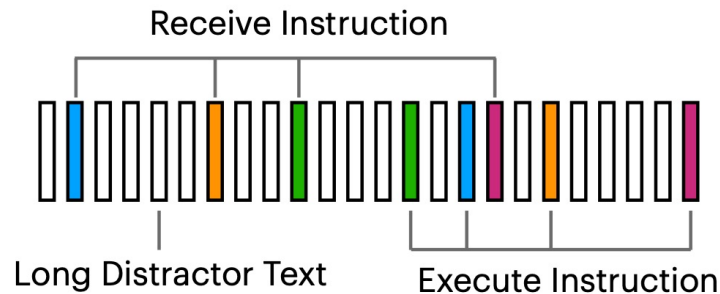 Receive Instruction
Long Distractor Text
Execute Instruction